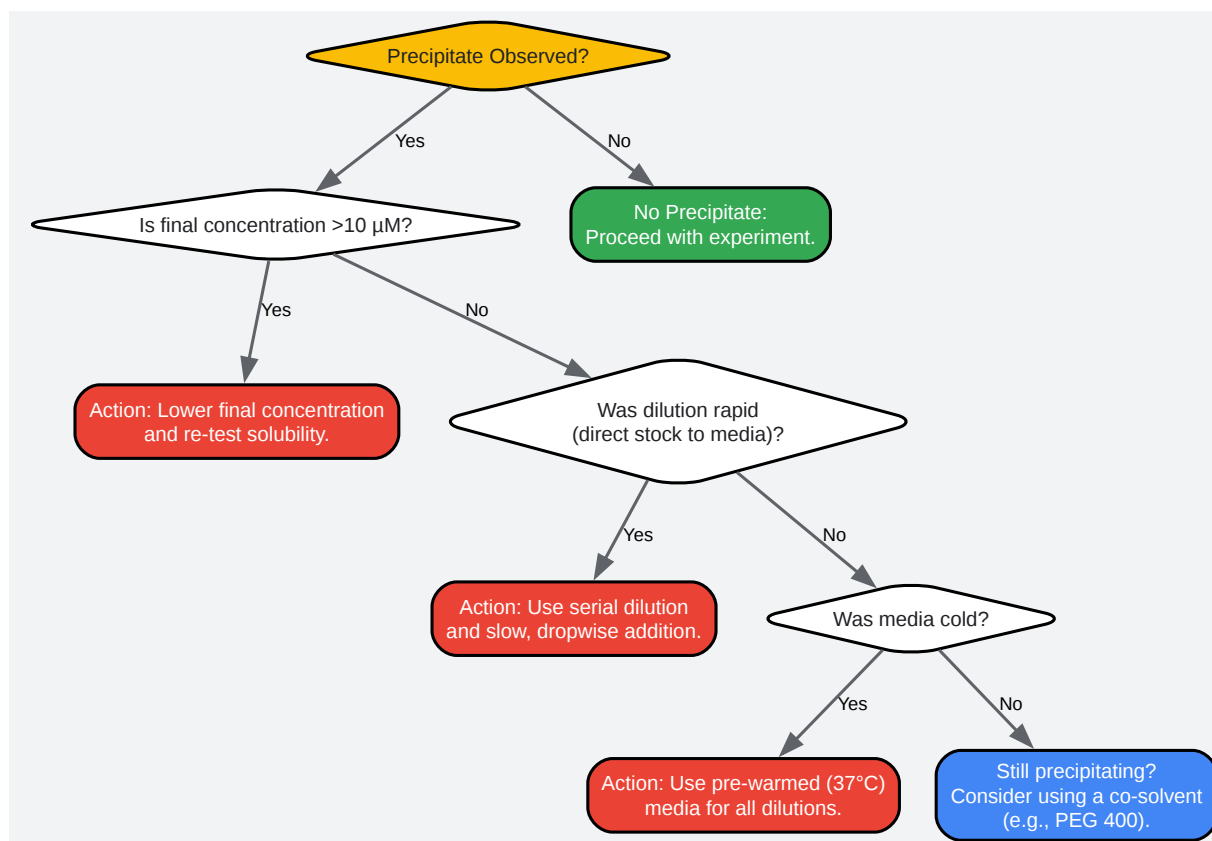 Precipitate Observed?
Yes
No
Is final concentration >10 µM?
No Precipitate:
Proceed with experiment.
Yes
No
Action: Lower final concentration
and re-test solubility.
Was dilution rapid
(direct stock to media)?
Yes
No
Action: Use serial dilution
and slow, dropwise addition.
Was media cold?
Yes
No
Action: Use pre-warmed (37°C)
media for all dilutions.
Still precipitating?
Consider using a co-solvent
(e.g., PEG 400).